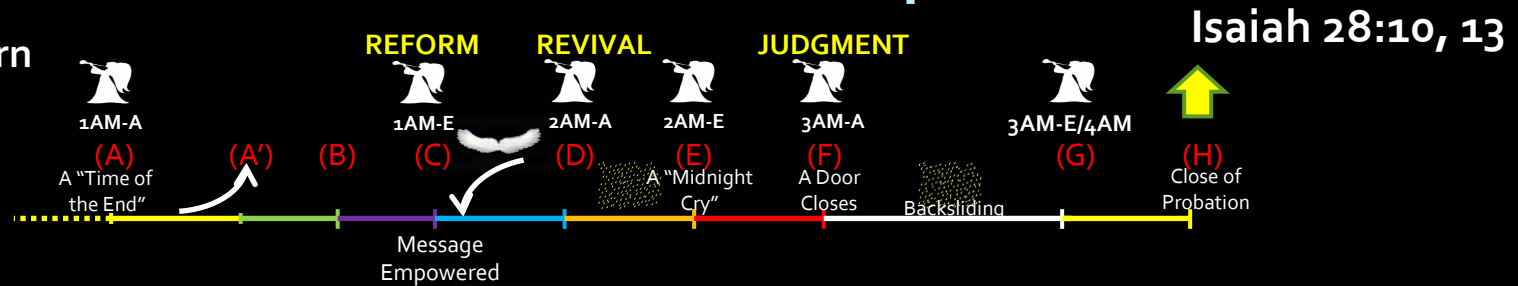 rn
Isaiah 28:10, 13
REFORM REVIVAL JUDGMENT
1AM-A 1AM-E 2AM-A 2AM-E 3AM-A 3AM-E/4AM
(A) (A’) (B) (C) (D) (E) (F) (G) (H)
A “Time of
the End”
A “Midnight
Cry”
A Door
Closes
Backsliding
Close of
Probation
Message
Empowered